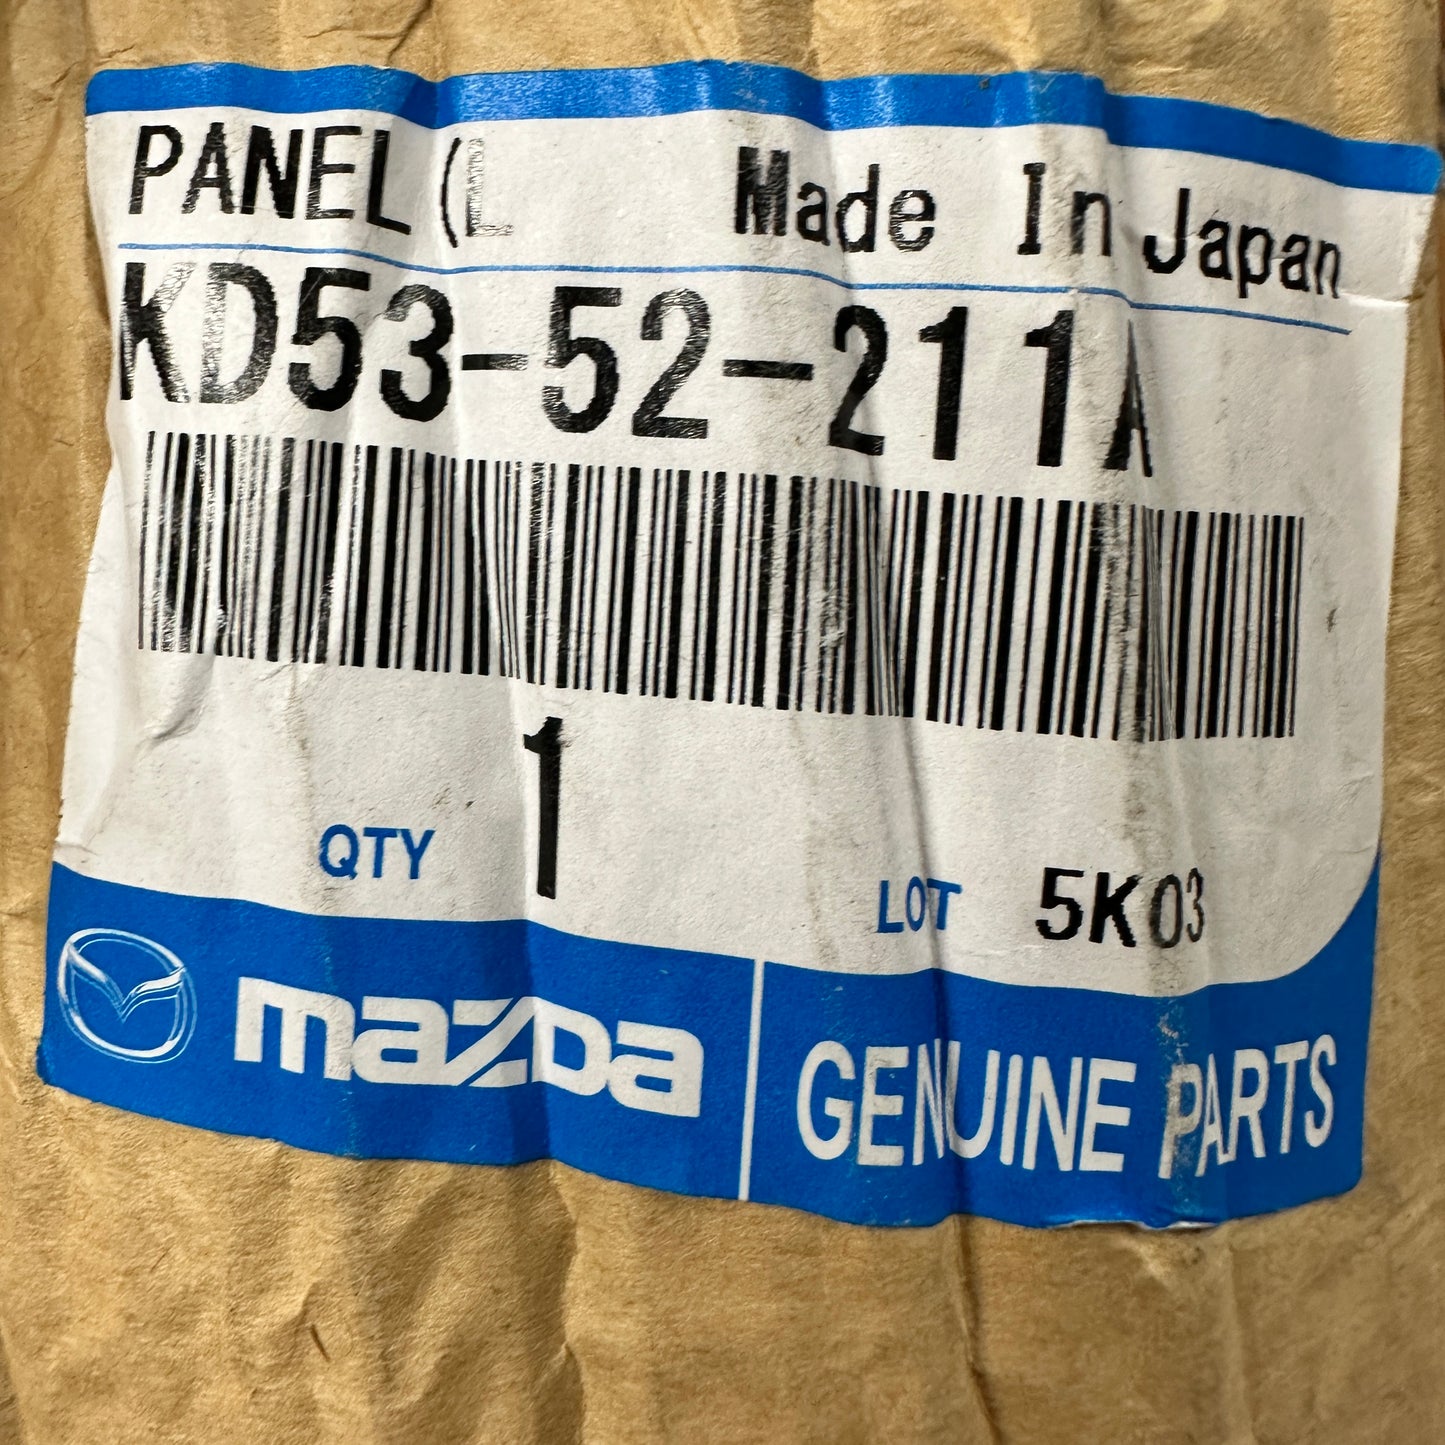 PANEL(L Made In Japan
KD53-52-211A
QTY 1
LOT 5K03
mazda GENUINE PARTS